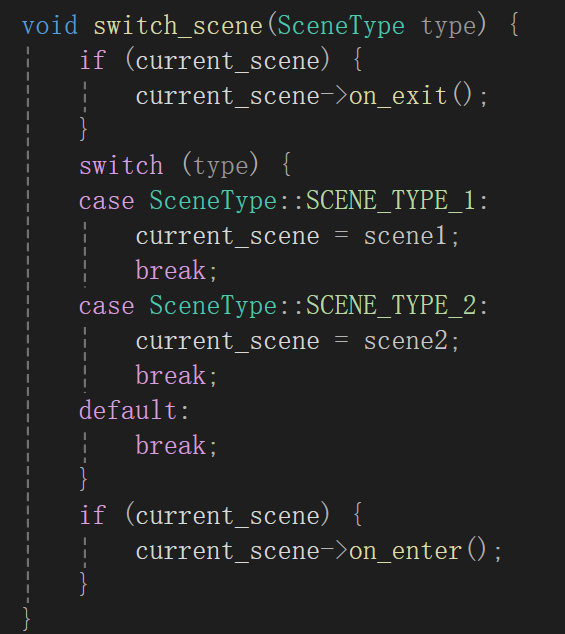 void switch_scene(SceneType type) {
    if (current_scene) {
        current_scene->on_exit();
    }
    switch (type) {
    case SceneType::SCENE_TYPE_1:
        current_scene = scene1;
        break;
    case SceneType::SCENE_TYPE_2:
        current_scene = scene2;
        break;
    default:
        break;
    }
    if (current_scene) {
        current_scene->on_enter();
    }
}